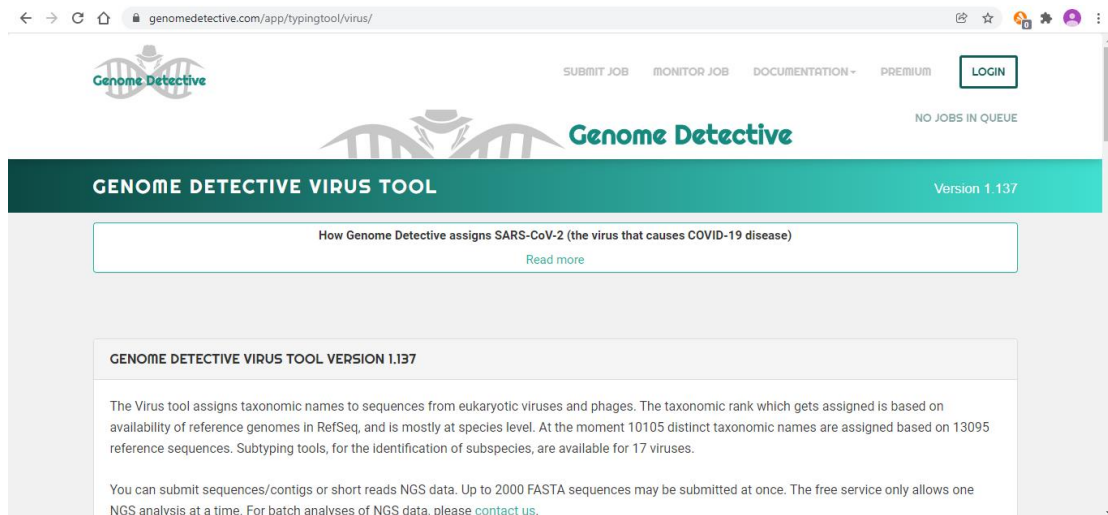 genomedetective.com/app/typingtool/virus/
0
Genome Detective
SUBMIT JOB MONITOR JOB DOCUMENTATION PREMIUM LOGIN
NO JOBS IN QUEUE
Genome Detective
GENOME DETECTIVE VIRUS TOOL Version 1.137
How Genome Detective assigns SARS-CoV-2 (the virus that causes COVID-19 disease)
Read more
GENOME DETECTIVE VIRUS TOOL VERSION 1.137
The Virus tool assigns taxonomic names to sequences from eukaryotic viruses and phages. The taxonomic rank which gets assigned is based on
availability of reference genomes in RefSeq, and is mostly at species level. At the moment 10105 distinct taxonomic names are assigned based on 13095
reference sequences. Subtyping tools, for the identification of subspecies, are available for 17 viruses.
You can submit sequences/contigs or short reads NGS data. Up to 2000 FASTA sequences may be submitted at once. The free service only allows one
NGS analysis at a time. For batch analyses of NGS data, please contact us.